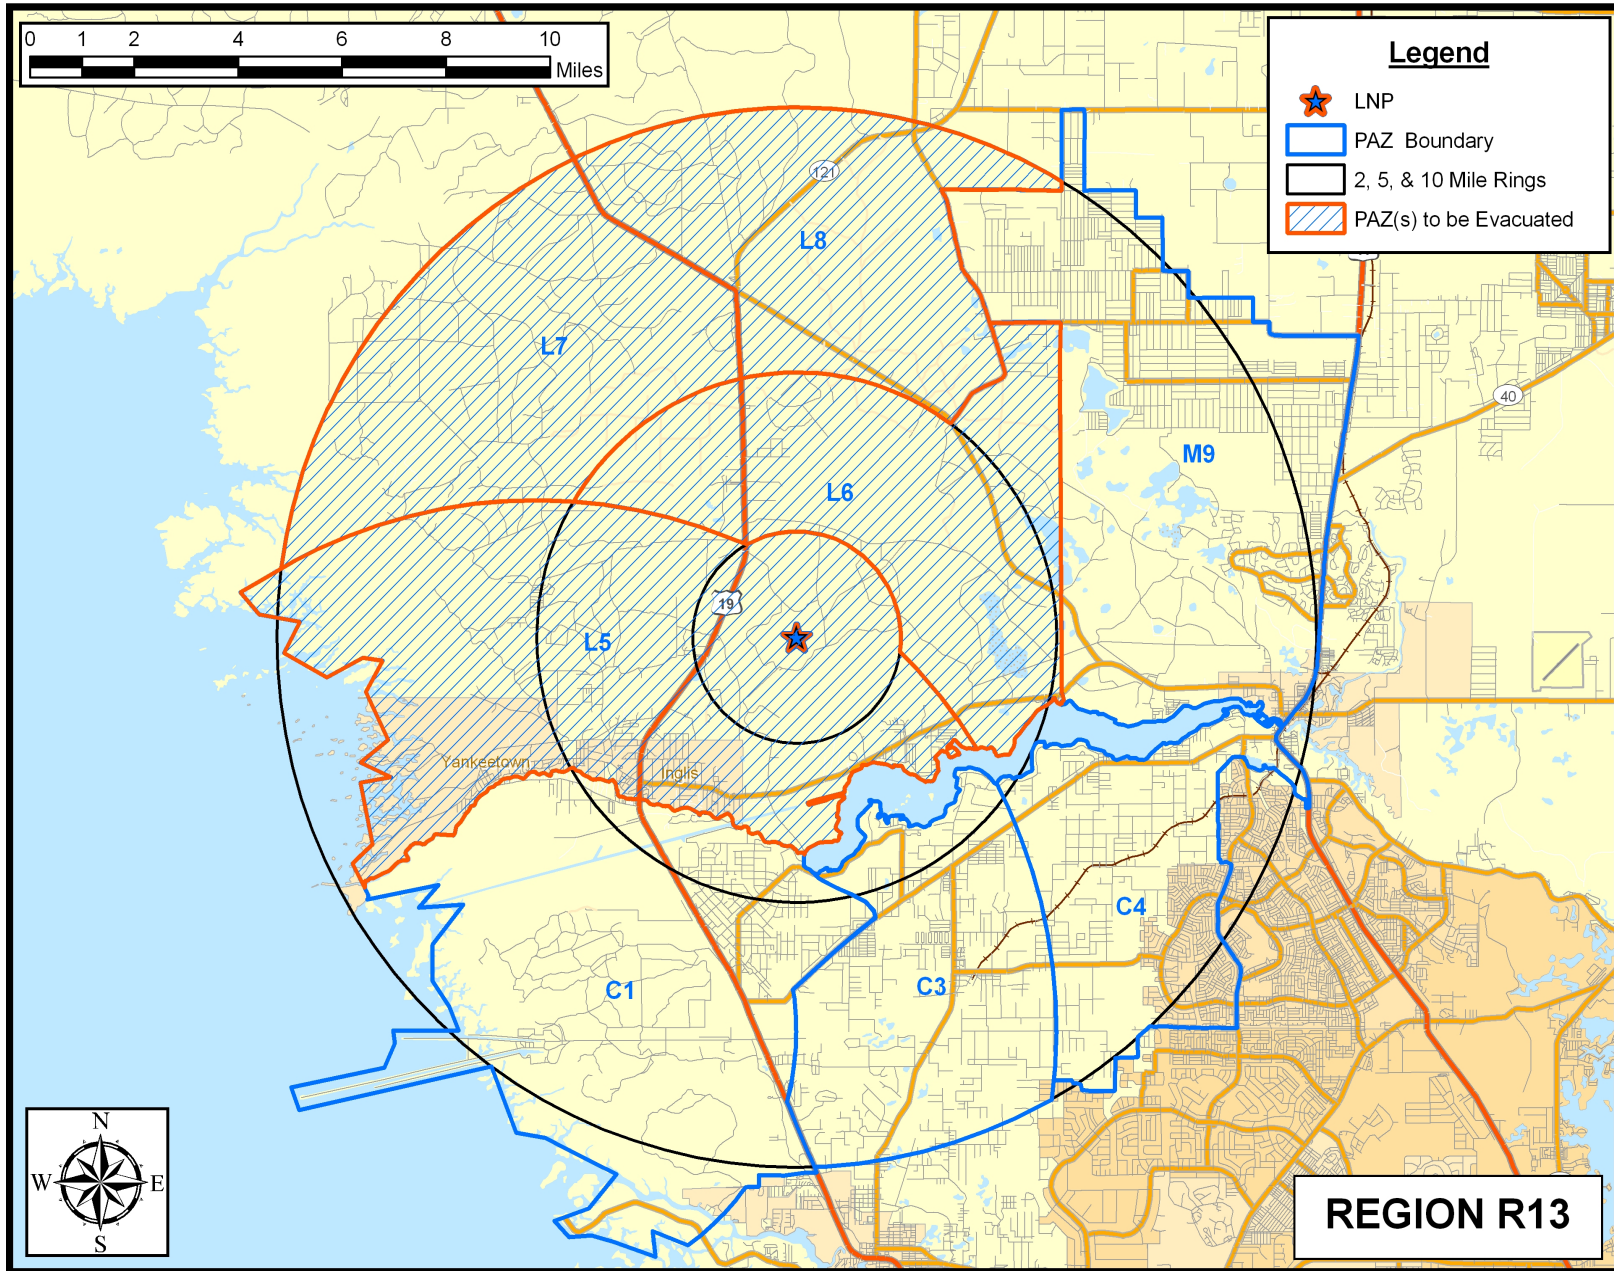 0 1 2 4 6 8 10
Miles
Legend
LNP
PAZ Boundary
2, 5, & 10 Mile Rings
PAZ(s) to be Evacuated
121
L8
L7
40
M9
L6
19
L5
Yankeetown
Inglis
C4
C3
C1
N
W E
S
REGION R13